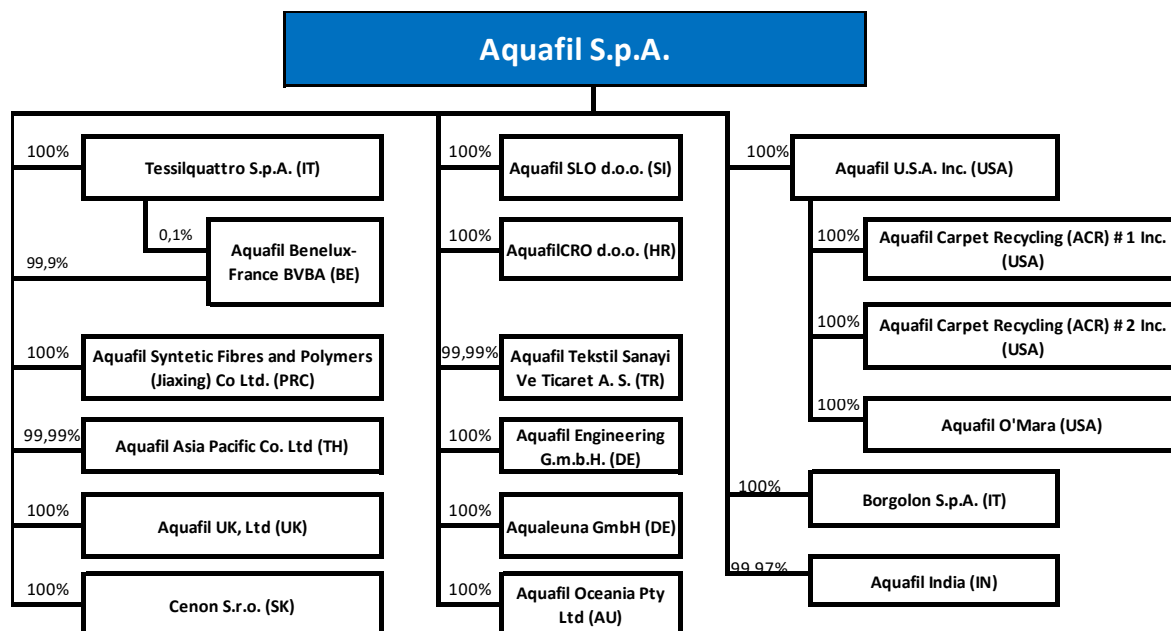 Aquafil S.p.A.
100%
Tessilquattro S.p.A. (IT)
0,1%
Aquafil Benelux-
France BVBA (BE)
99,9%
100%
Aquafil Syntetic Fibres and Polymers
(Jiaxing) Co Ltd. (PRC)
99,99%
Aquafil Asia Pacific Co. Ltd (TH)
100%
Aquafil UK, Ltd (UK)
100%
Cenon S.r.o. (SK)
100%
Aquafil SLO d.o.o. (SI)
100%
AquafilCRO d.o.o. (HR)
99,99%
Aquafil Tekstil Sanayi
Ve Ticaret A. S. (TR)
100%
Aquafil Engineering
G.m.b.H. (DE)
100%
Aqualeuna GmbH (DE)
100%
Aquafil Oceania Pty
Ltd (AU)
100%
Aquafil U.S.A. Inc. (USA)
100%
Aquafil Carpet Recycling (ACR) # 1 Inc.
(USA)
100%
Aquafil Carpet Recycling (ACR) # 2 Inc.
(USA)
100%
Aquafil O'Mara (USA)
100%
Borgolon S.p.A. (IT)
99,97%
Aquafil India (IN)